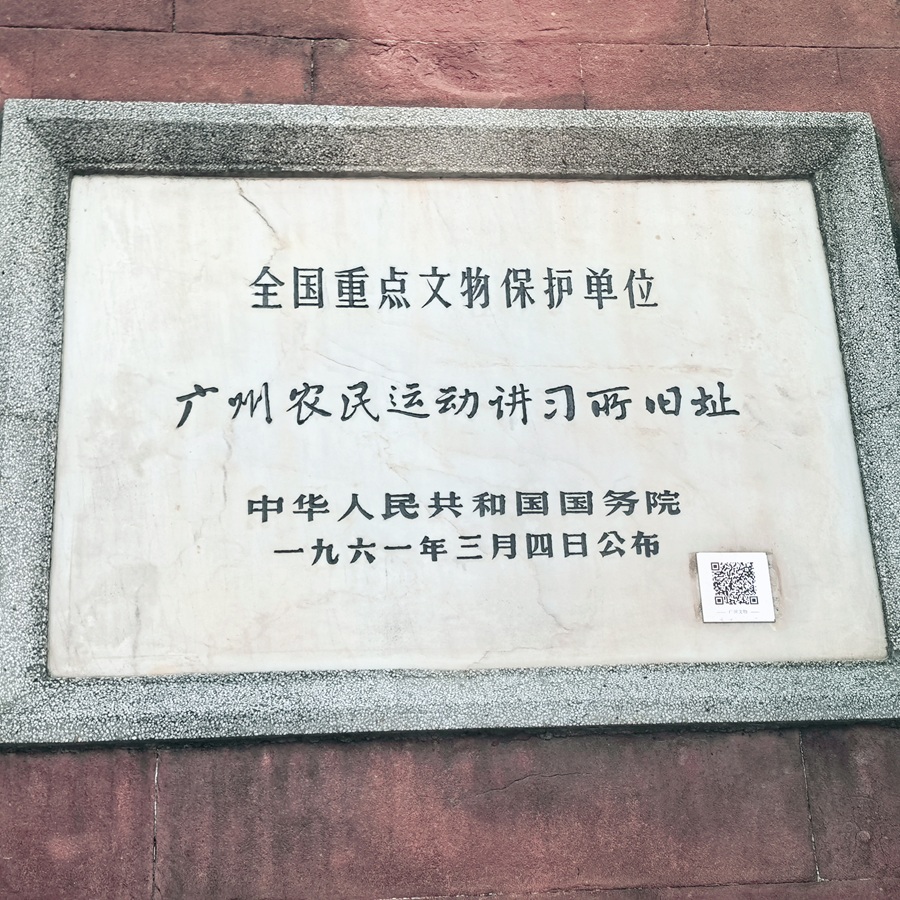 全国重点文物保护单位
广州农民运动讲习所旧址
中华人民共和国国务院
一九六一年三月四日公布